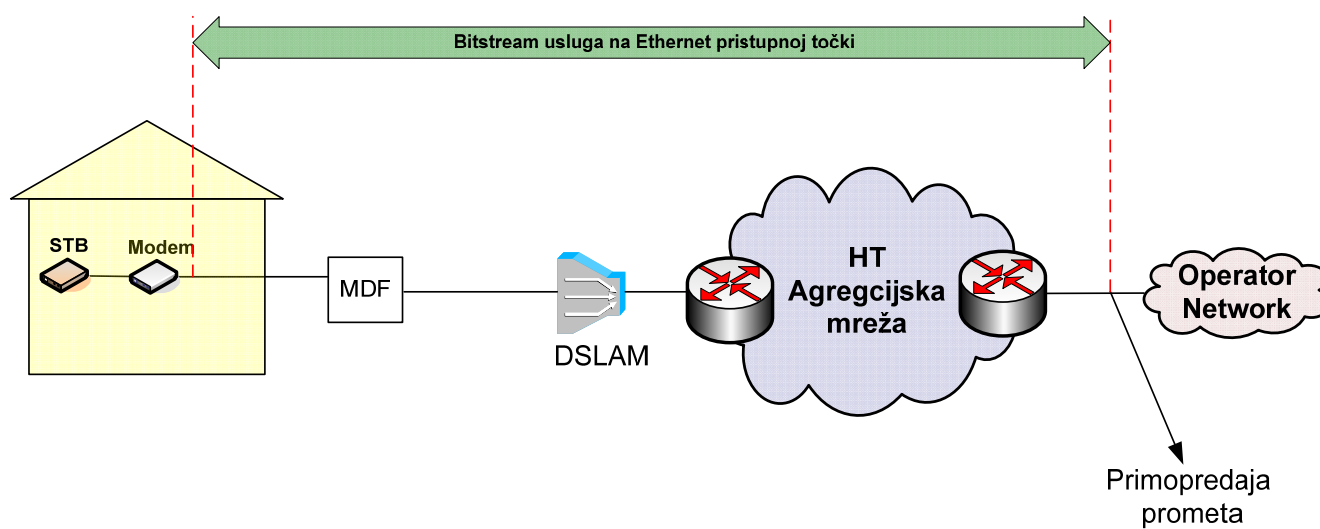 Bitstream usluga na Ethernet pristupnoj točki
STB
Modem
MDF
DSLAM
HT
Agregcijska
mreža
Operator
Network
Primopredaja
prometa